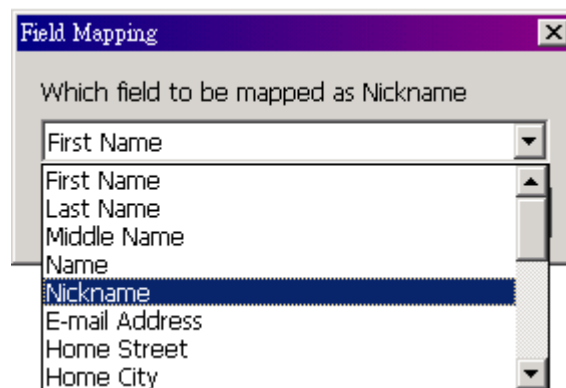 Field Mapping
Which field to be mapped as Nickname
First Name
First Name
Last Name
Middle Name
Name
Nickname
E-mail Address
Home Street
Home City